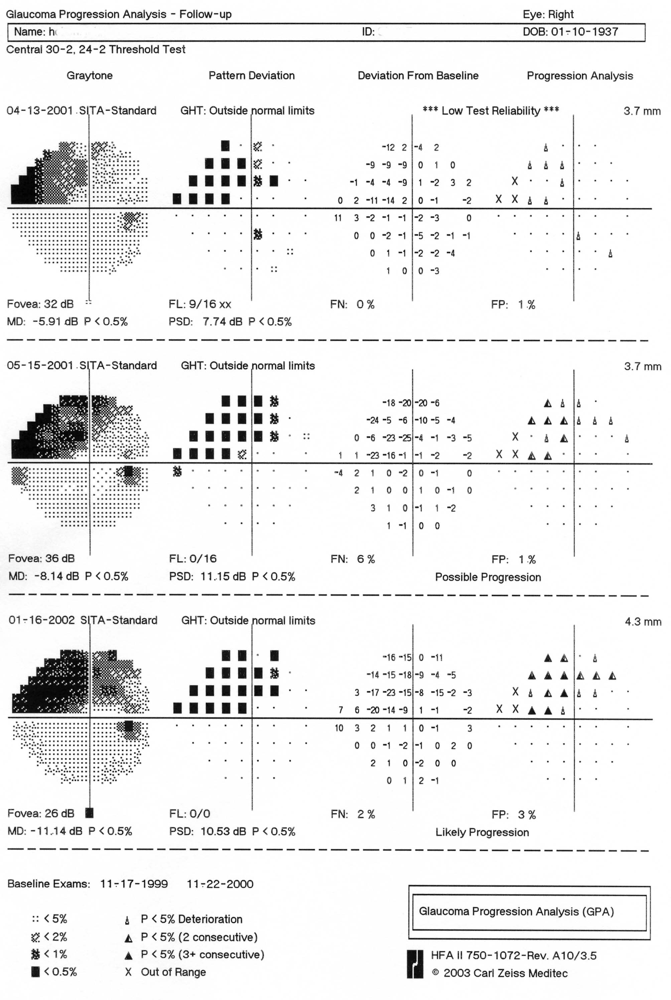 Glaucoma Progression Analysis - Follow-up Eye: Right
Name: h ID: DOB: 01-10-1937
Central 30-2, 24-2 Threshold Test
Graytone Pattern Deviation Deviation From Baseline Progression Analysis
04-13-2001 SITA-Standard GHT: Outside normal limits *** Low Test Reliability *** 3.7 mm
-12 2 -4 2
-9 -9 -9 0 1 0
-1 -4 -4 -9 1 -2 3 2 X
0 2 -11 -14 2 0 -1 -2 X X
11 3 -2 -1 -1 -2 -3 0
0 0 -2 -1 -5 -2 -1 -1
0 1 -1 -2 -2 -4
1 0 0 -3
Fovea: 32 dB FL: 9/16 xx FN: 0 % FP: 1 %
MD: -5.91 dB P < 0.5% PSD: 7.74 dB P < 0.5%
05-15-2001 SITA-Standard GHT: Outside normal limits 3.7 mm
-18 -20 -20 -6
-24 -5 -6 -10 -5 -4
0 -6 -23 -25 -4 -1 -3 -5 X
1 1 -23 -16 -1 -1 -2 -2 X X
-4 2 1 0 -2 0 -1 0
2 1 0 0 1 0 -1 0
3 1 0 -1 1 -2
1 -1 0 0
Fovea: 36 dB FL: 0/16 FN: 6 % FP: 1 %
MD: -8.14 dB P < 0.5% PSD: 11.15 dB P < 0.5% Possible Progression
01-16-2002 SITA-Standard GHT: Outside normal limits 4.3 mm
-16 -15 0 -11
-14 -15 -18 -9 -4 -5
3 -17 -23 -15 -8 -15 -2 -3 X
7 6 -20 -14 -9 1 -1 -2 X X
10 3 2 1 1 0 -1 3
0 0 -1 -2 -1 0 2 0
2 1 0 -2 0 0
0 1 2 -1
Fovea: 26 dB FL: 0/0 FN: 2 % FP: 3 %
MD: -11.14 dB P < 0.5% PSD: 10.53 dB P < 0.5% Likely Progression
Baseline Exams: 11-17-1999 11-22-2000
Glaucoma Progression Analysis (GPA)
< 5% P < 5% Deterioration
< 2% P < 5% (2 consecutive)
< 1% P < 5% (3+ consecutive)
< 0.5% X Out of Range
HFA II 750-1072-Rev. A10/3.5
© 2003 Carl Zeiss Meditec